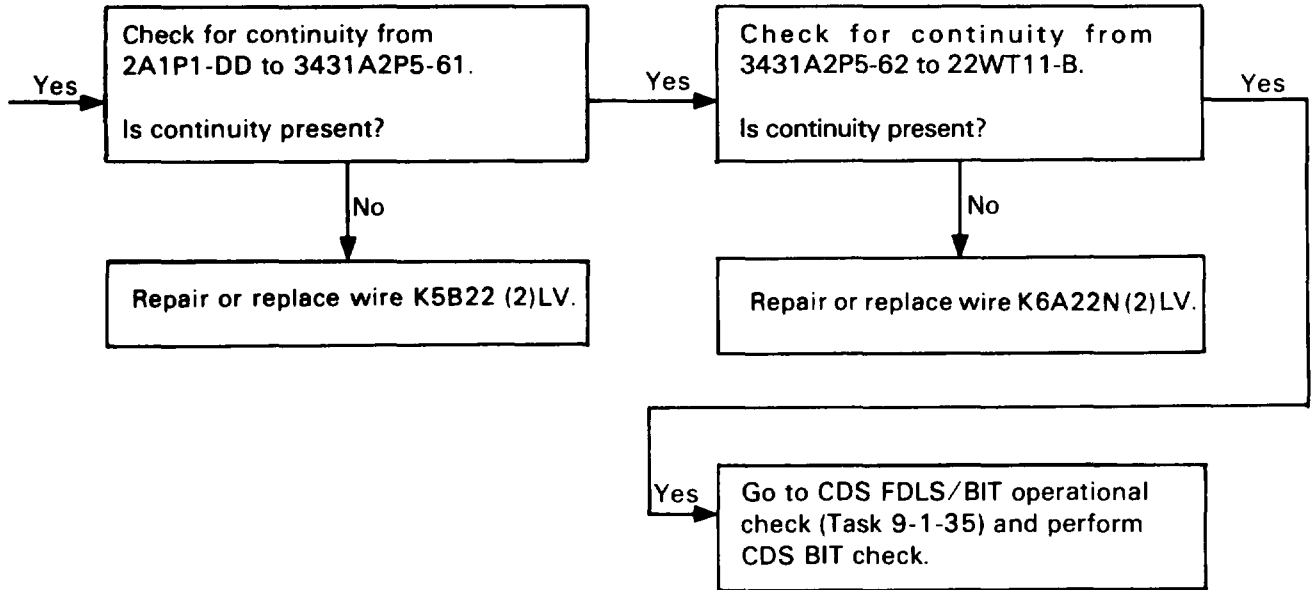 Yes
Check for continuity from
2A1P1-DD to 3431A2P5-61.
Is continuity present?
Yes
Check for continuity from
3431A2P5-62 to 22WT11-B.
Is continuity present?
Yes
No
Repair or replace wire K5B22 (2)LV.
No
Repair or replace wire K6A22N (2)LV.
Yes
Go to CDS FDLS/BIT operational
check (Task 9-1-35) and perform
CDS BIT check.